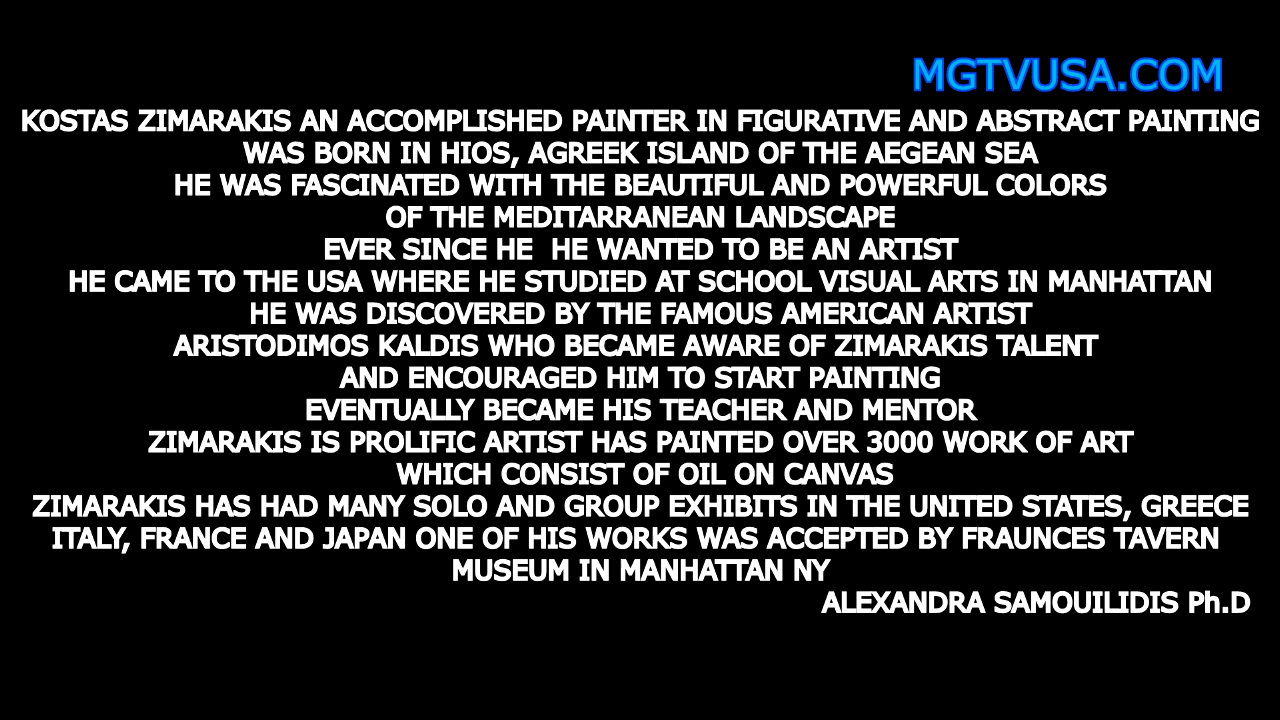 MGTVUSA.COM
KOSTAS ZIMARAKIS AN ACCOMPLISHED PAINTER IN FIGURATIVE AND ABSTRACT PAINTING
WAS BORN IN HIOS, AGREEK ISLAND OF THE AEGEAN SEA
HE WAS FASCINATED WITH THE BEAUTIFUL AND POWERFUL COLORS
OF THE MEDITARRANEAN LANDSCAPE
EVER SINCE HE  HE WANTED TO BE AN ARTIST
HE CAME TO THE USA WHERE HE STUDIED AT SCHOOL VISUAL ARTS IN MANHATTAN
HE WAS DISCOVERED BY THE FAMOUS AMERICAN ARTIST
ARISTODIMOS KALDIS WHO BECAME AWARE OF ZIMARAKIS TALENT
AND ENCOURAGED HIM TO START PAINTING
EVENTUALLY BECAME HIS TEACHER AND MENTOR
ZIMARAKIS IS PROLIFIC ARTIST HAS PAINTED OVER 3000 WORK OF ART
WHICH CONSIST OF OIL ON CANVAS
ZIMARAKIS HAS HAD MANY SOLO AND GROUP EXHIBITS IN THE UNITED STATES, GREECE
ITALY, FRANCE AND JAPAN ONE OF HIS WORKS WAS ACCEPTED BY FRAUNCES TAVERN
MUSEUM IN MANHATTAN NY
ALEXANDRA SAMOUILIDIS Ph.D